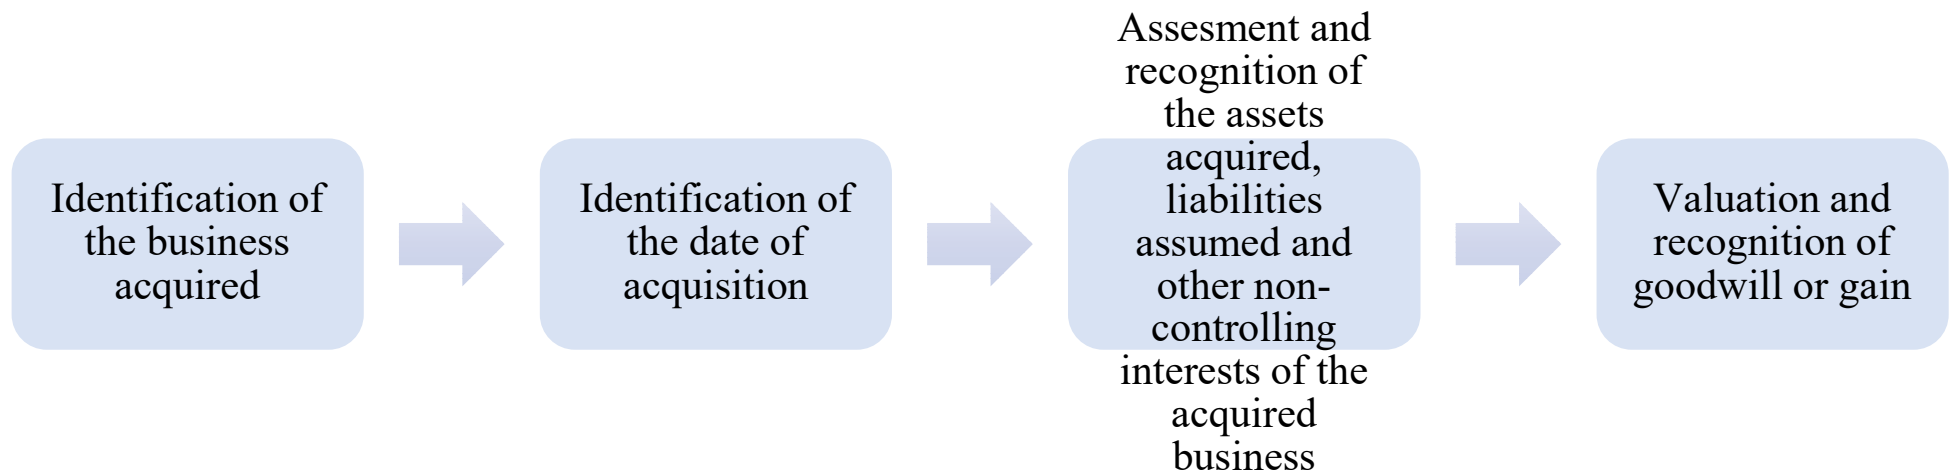 Identification of
the business
acquired
Identification of
the date of
acquisition
Assesment and
recognition of
the assets
acquired,
liabilities
assumed and
other non-
controlling
interests of the
acquired
business
Valuation and
recognition of
goodwill or gain